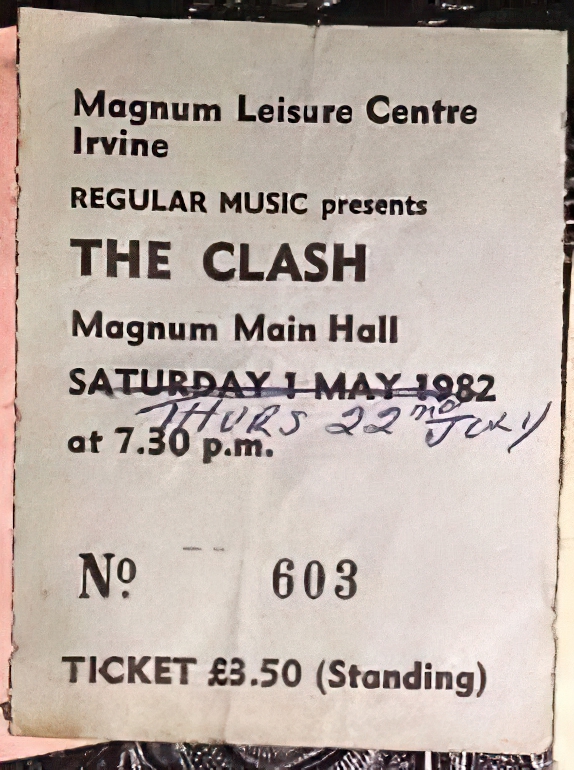 Magnum Leisure Centre
Irvine
REGULAR MUSIC presents
THE CLASH
Magnum Main Hall
SATURDAY 1 MAY 1982
THURS 22ND JULY
at 7.30 p.m.
Nº 603
TICKET £3.50 (Standing)